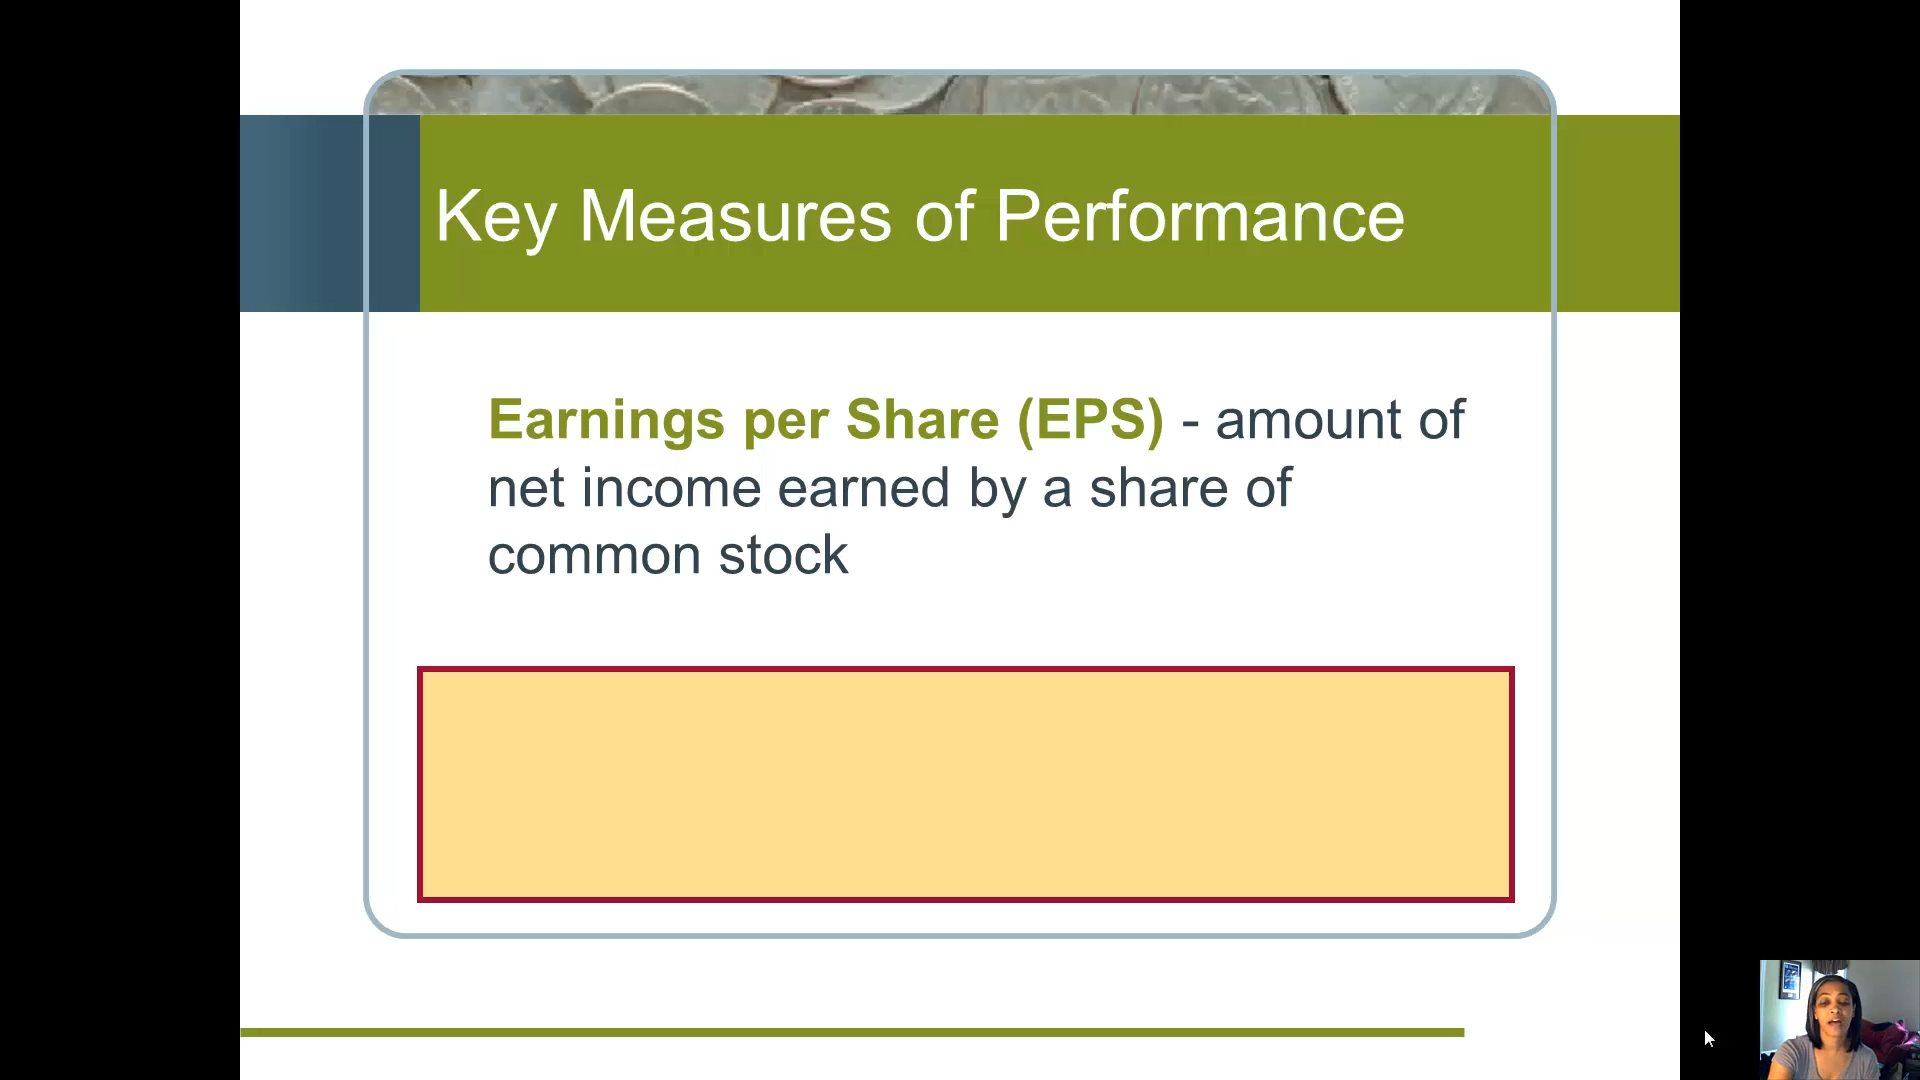 Key Measures of Performance
Earnings per Share (EPS) - amount of
net income earned by a share of
common stock